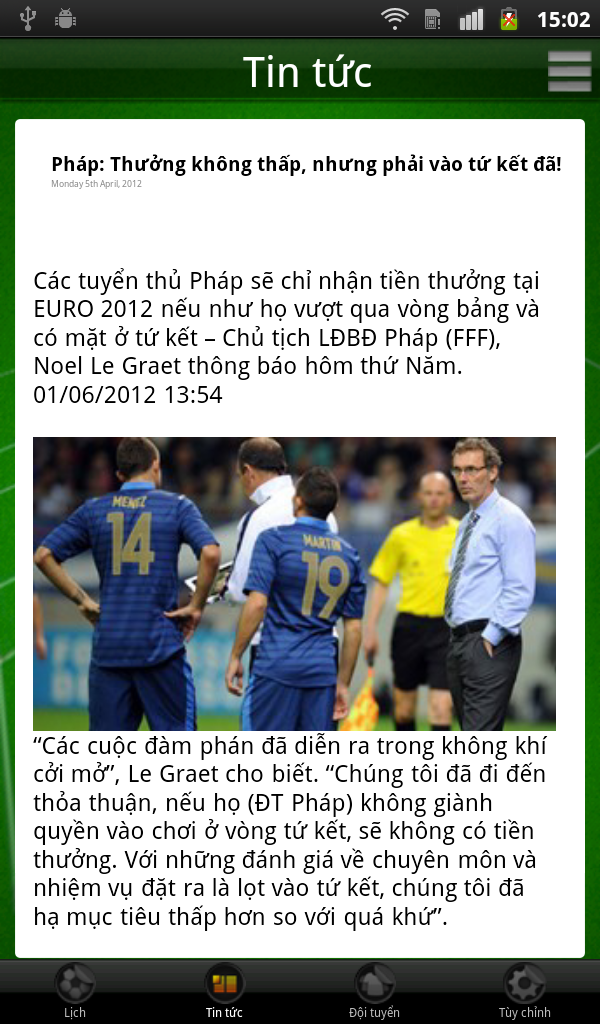 15:02
Tin tức
Pháp: Thưởng không thấp, nhưng phải vào tứ kết đã!
Monday 5th April, 2012
Các tuyển thủ Pháp sẽ chỉ nhận tiền thưởng tại
EURO 2012 nếu như họ vượt qua vòng bảng và
có mặt ở tứ kết – Chủ tịch LĐBĐ Pháp (FFF),
Noel Le Graet thông báo hôm thứ Năm.
01/06/2012 13:54
MENEZ
14
MARTIN
19
“Các cuộc đàm phán đã diễn ra trong không khí
cởi mở”, Le Graet cho biết. “Chúng tôi đã đi đến
thỏa thuận, nếu họ (ĐT Pháp) không giành
quyền vào chơi ở vòng tứ kết, sẽ không có tiền
thưởng. Với những đánh giá về chuyên môn và
nhiệm vụ đặt ra là lọt vào tứ kết, chúng tôi đã
hạ mục tiêu thấp hơn so với quá khứ”.
Lịch
Tin tức
Đội tuyển
Tùy chỉnh